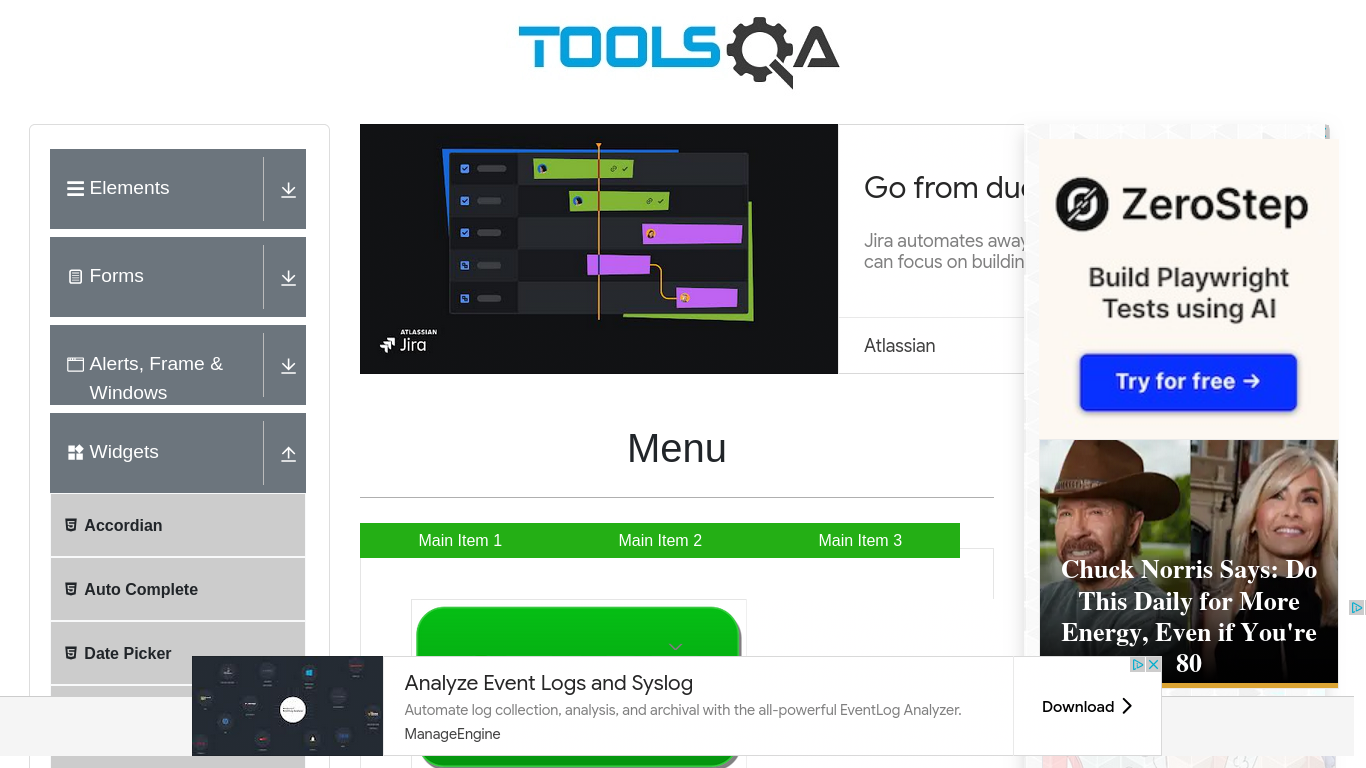 TOOLSQA
Elements
Forms
Alerts, Frame &
Windows
Widgets
Accordian
Auto Complete
Date Picker
ATLASSIAN
Jira
Go from du
Jira automates away
can focus on buildin
Atlassian
Menu
Main Item 1
Main Item 2
Main Item 3
ZeroStep
Build Playwright
Tests using AI
Try for free →
Chuck Norris Says: Do
This Daily for More
Energy, Even if You're
80
Analyze Event Logs and Syslog
Automate log collection, analysis, and archival with the all-powerful EventLog Analyzer.
ManageEngine
Download